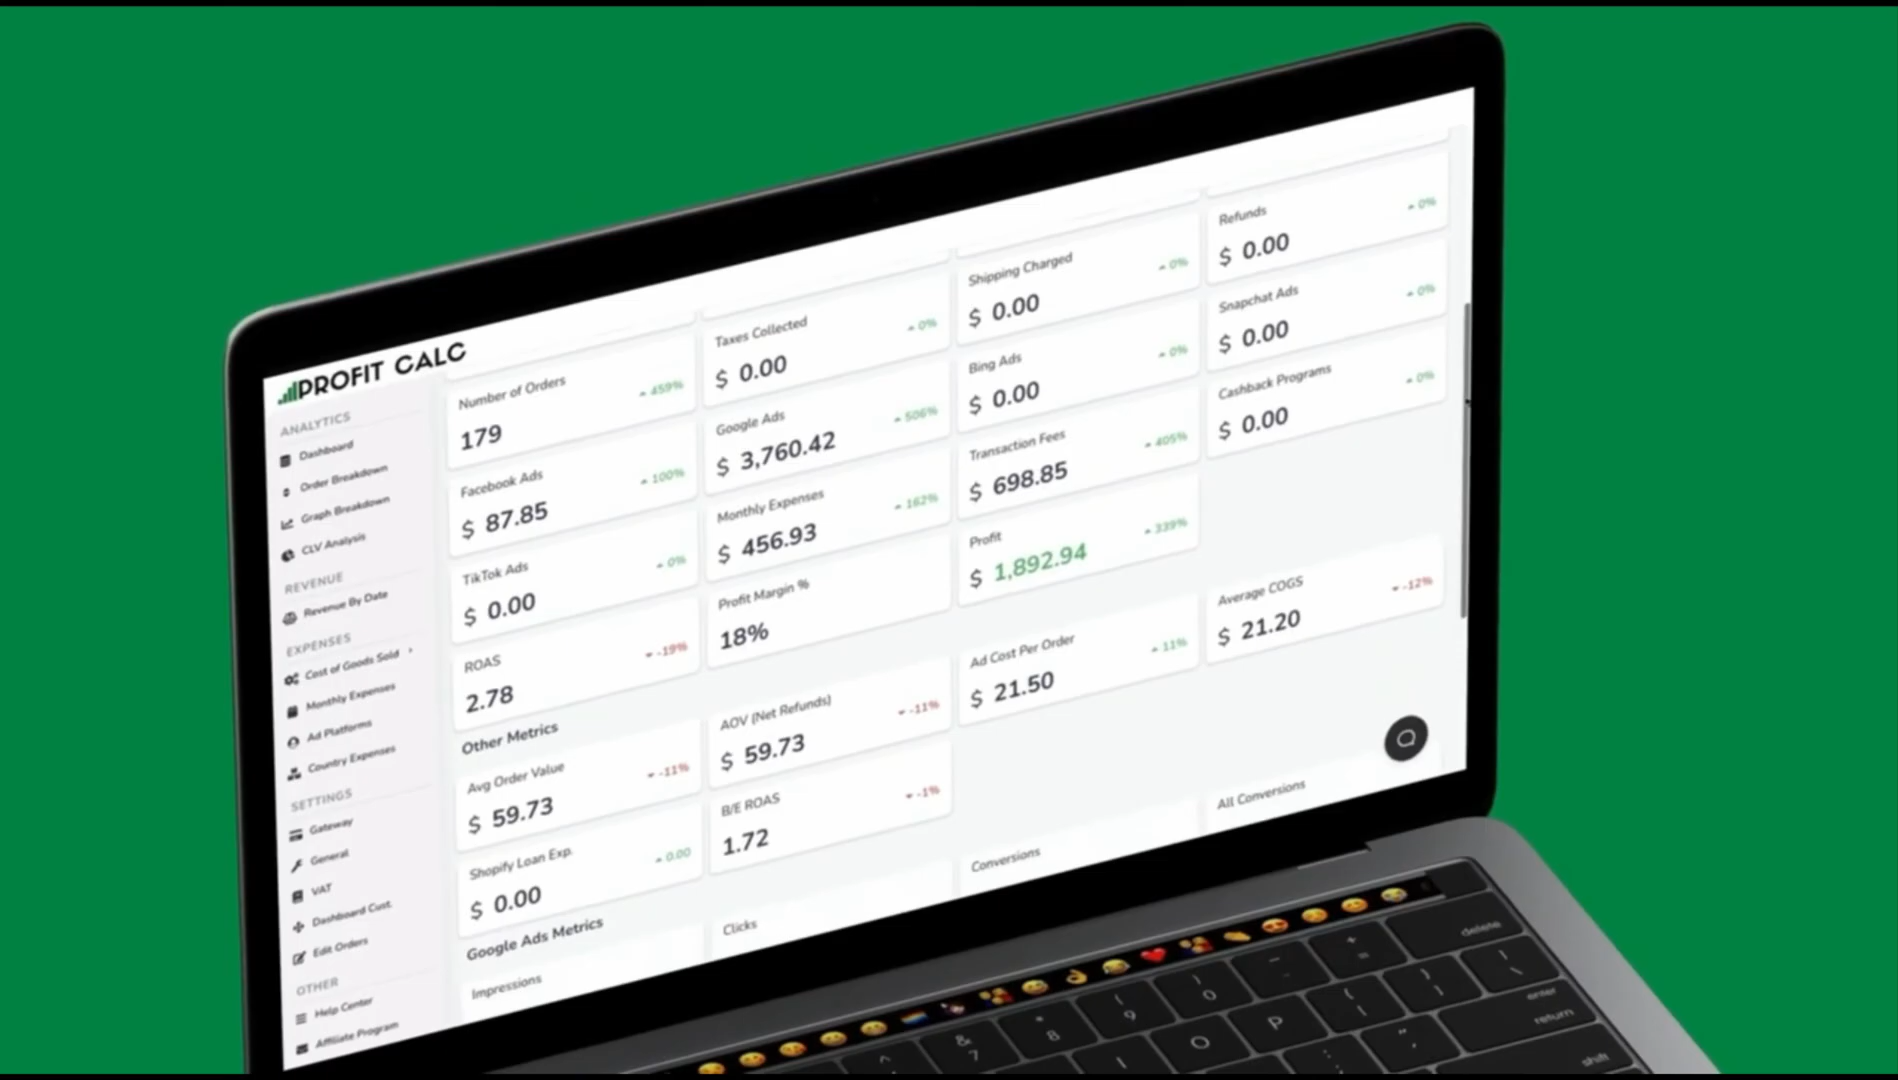 PROFIT CALC
ANALYTICS
Dashboard
Order Breakdown
Graph Breakdown
CLV Analysis
REVENUE
Revenue By Date
EXPENSES
Cost of Goods Sold
Monthly Expenses
Ad Platforms
Country Expenses
SETTINGS
Gateway
General
VAT
Dashboard Cust.
Edit Orders
OTHER
Help Center
Affiliate Program
Number of Orders
459%
179
Taxes Collected
0%
$ 0.00
Shipping Charged
0%
$ 0.00
Refunds
0%
$ 0.00
Facebook Ads
100%
$ 87.85
Google Ads
506%
$ 3,760.42
Bing Ads
0%
$ 0.00
Snapchat Ads
0%
$ 0.00
TikTok Ads
0%
$ 0.00
Monthly Expenses
162%
$ 456.93
Transaction Fees
405%
$ 698.85
Cashback Programs
0%
$ 0.00
ROAS
-19%
2.78
Profit Margin %
18%
Profit
339%
$ 1,892.94
Other Metrics
Avg Order Value
-11%
$ 59.73
AOV (Net Refunds)
-11%
$ 59.73
Ad Cost Per Order
11%
$ 21.50
Average COGS
-12%
$ 21.20
Shopify Loan Exp.
0.00
$ 0.00
B/E ROAS
-1%
1.72
Google Ads Metrics
Impressions
Clicks
Conversions
All Conversions
delete
enter
return
shift
&
7
*
8
(
9
)
0
+
=
I
O
P